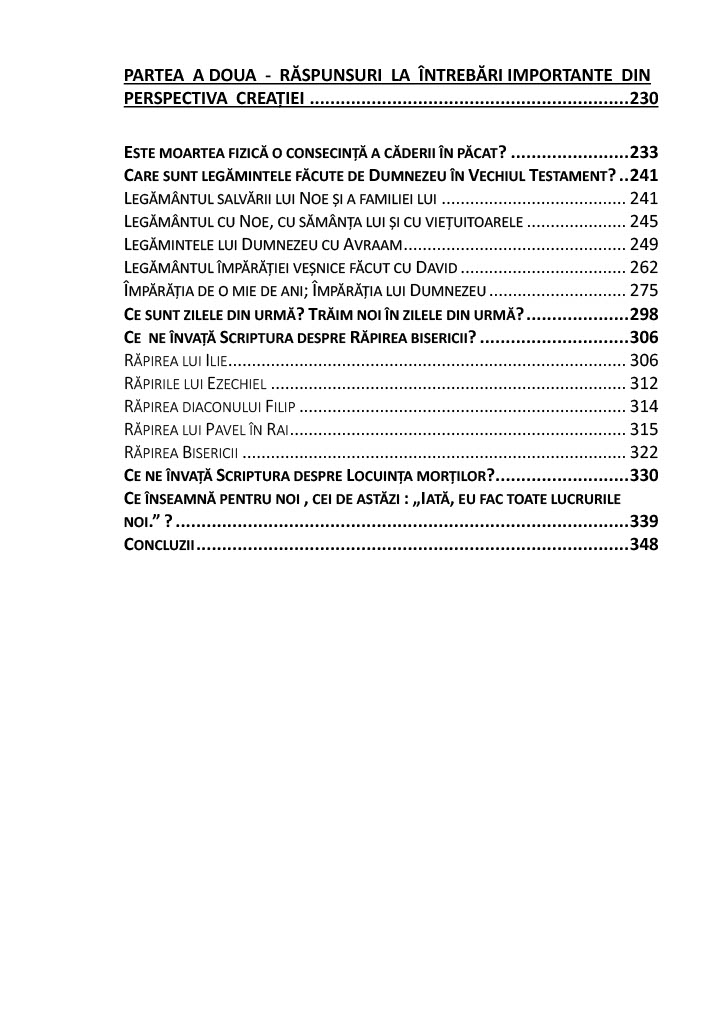 PARTEA A DOUA - RĂSPUNSURI LA ÎNTREBĂRI IMPORTANTE DIN
PERSPECTIVA CREAȚIEI ..............................................................230
ESTE MOARTEA FIZICĂ O CONSECINȚĂ A CĂDERII ÎN PĂCAT? .......................233
CARE SUNT LEGĂMINTELE FĂCUTE DE DUMNEZEU ÎN VECHIUL TESTAMENT? ..241
LEGĂMÂNTUL SALVĂRII LUI NOE ȘI A FAMILIEI LUI ..................................... 241
LEGĂMÂNTUL CU NOE, CU SĂMÂNȚA LUI ȘI CU VIEȚUITOARELE .................... 245
LEGĂMINTELE LUI DUMNEZEU CU AVRAAM............................................. 249
LEGĂMÂNTUL ÎMPĂRĂȚIEI VEȘNICE FĂCUT CU DAVID ................................. 262
ÎMPĂRĂȚIA DE O MIE DE ANI; ÎMPĂRĂȚIA LUI DUMNEZEU ........................... 275
CE SUNT ZILELE DIN URMĂ? TRĂIM NOI ÎN ZILELE DIN URMĂ? ....................298
CE NE ÎNVAȚĂ SCRIPTURA DESPRE RĂPIREA BISERICII? .............................306
RĂPIREA LUI ILIE................................................................................ 306
RĂPIRILE LUI EZECHIEL ....................................................................... 312
RĂPIREA DIACONULUI FILIP ................................................................. 314
RĂPIREA LUI PAVEL ÎN RAI................................................................... 315
RĂPIREA BISERICII ............................................................................. 322
CE NE ÎNVAȚĂ SCRIPTURA DESPRE LOCUINȚA MORȚILOR?..........................330
CE ÎNSEAMNĂ PENTRU NOI , CEI DE ASTĂZI : „IATĂ, EU FAC TOATE LUCRURILE
NOI.” ? ........................................................................................339
CONCLUZII....................................................................................348